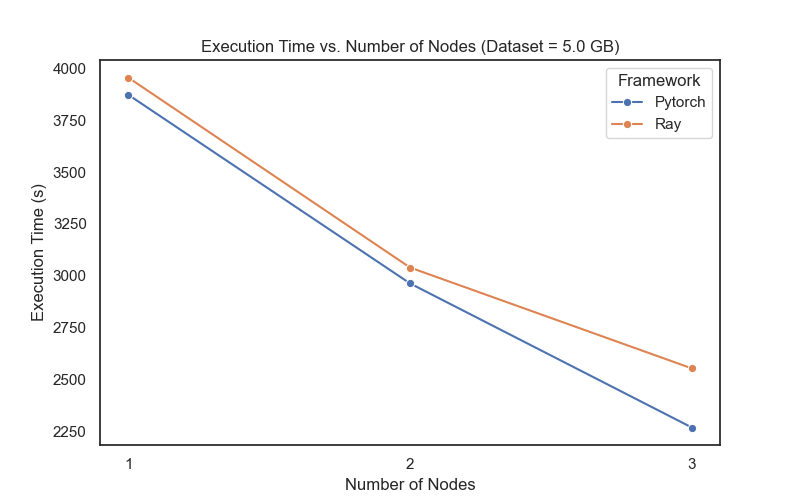 Execution Time vs. Number of Nodes (Dataset = 5.0 GB)
Framework
Pytorch
Ray
Execution Time (s)
4000
3750
3500
3250
3000
2750
2500
2250
1 2 3
Number of Nodes